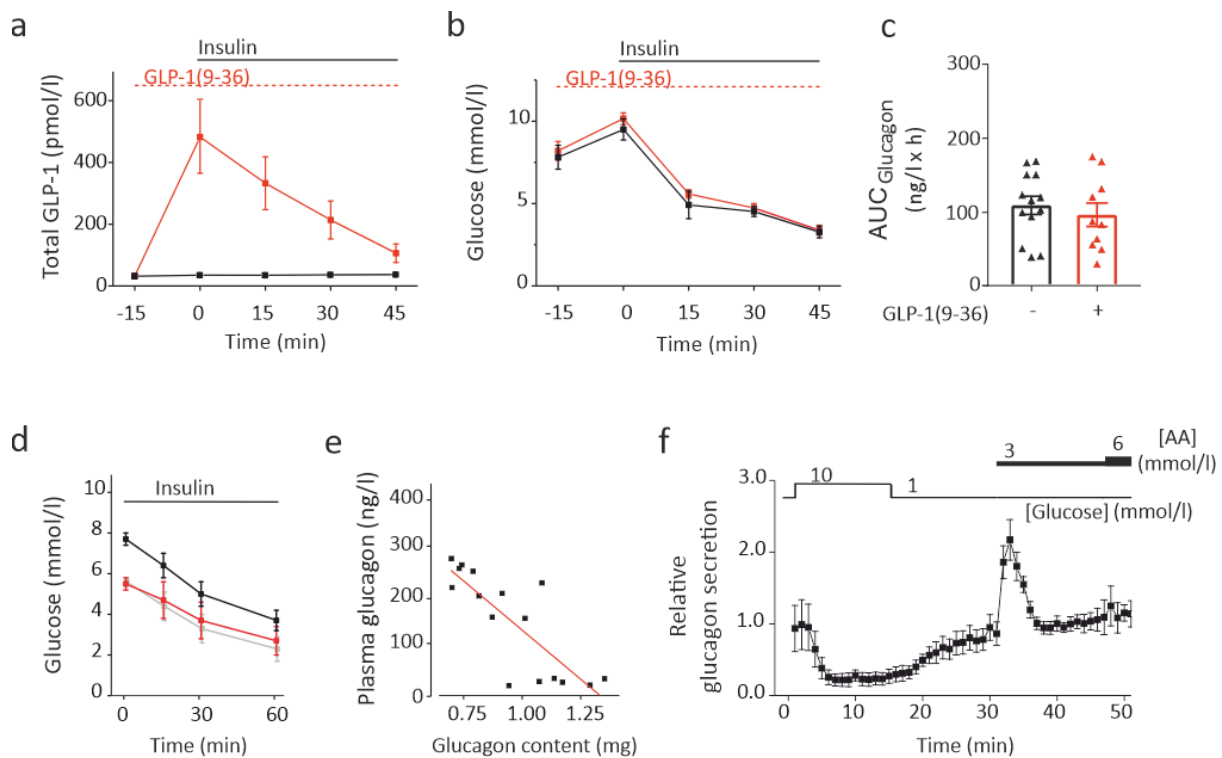 a
Insulin
GLP-1(9-36)
Total GLP-1 (pmol/l)
600
400
200
0
-15 0 15 30 45
Time (min)
b
Insulin
GLP-1(9-36)
Glucose (mmol/l)
10
5
0
-15 0 15 30 45
Time (min)
c
AUC Glucagon
(ng/l x h)
300
200
100
0
GLP-1(9-36) - +
d
Insulin
Glucose (mmol/l)
10
8
6
4
2
0
0 30 60
Time (min)
e
Plasma glucagon (ng/l)
400
300
200
100
0
0.75 1.00 1.25
Glucagon content (mg)
f
3 6 [AA]
(mmol/l)
10 1
[Glucose] (mmol/l)
Relative
glucagon secretion
3.0
2.0
1.0
0.0
0 10 20 30 40 50
Time (min)